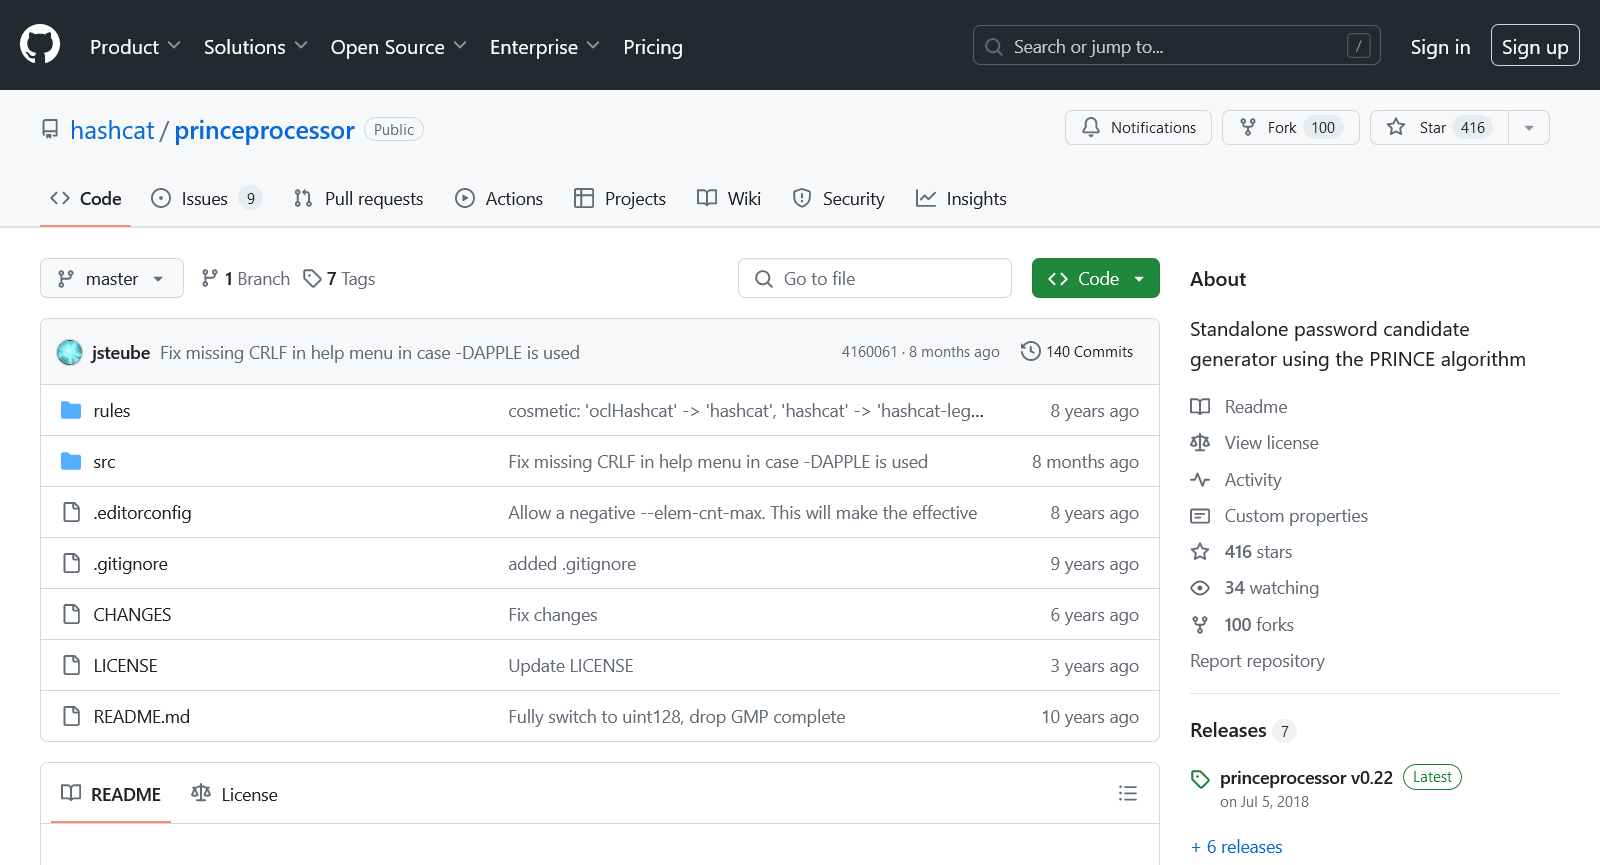 Product Solutions Open Source Enterprise Pricing Search or jump to... / Sign in Sign up
hashcat / princeprocessor Public Notifications Fork 100 Star 416
Code Issues 9 Pull requests Actions Projects Wiki Security Insights
master 1 Branch 7 Tags Go to file Code
jsteube Fix missing CRLF in help menu in case -DAPPLE is used 4160061 · 8 months ago 140 Commits
rules cosmetic: 'oclHashcat' -> 'hashcat', 'hashcat' -> 'hashcat-leg... 8 years ago
src Fix missing CRLF in help menu in case -DAPPLE is used 8 months ago
.editorconfig Allow a negative --elem-cnt-max. This will make the effective 8 years ago
.gitignore added .gitignore 9 years ago
CHANGES Fix changes 6 years ago
LICENSE Update LICENSE 3 years ago
README.md Fully switch to uint128, drop GMP complete 10 years ago
README License
About
Standalone password candidate
generator using the PRINCE algorithm
Readme
View license
Activity
Custom properties
416 stars
34 watching
100 forks
Report repository
Releases 7
princeprocessor v0.22 Latest
on Jul 5, 2018
+ 6 releases